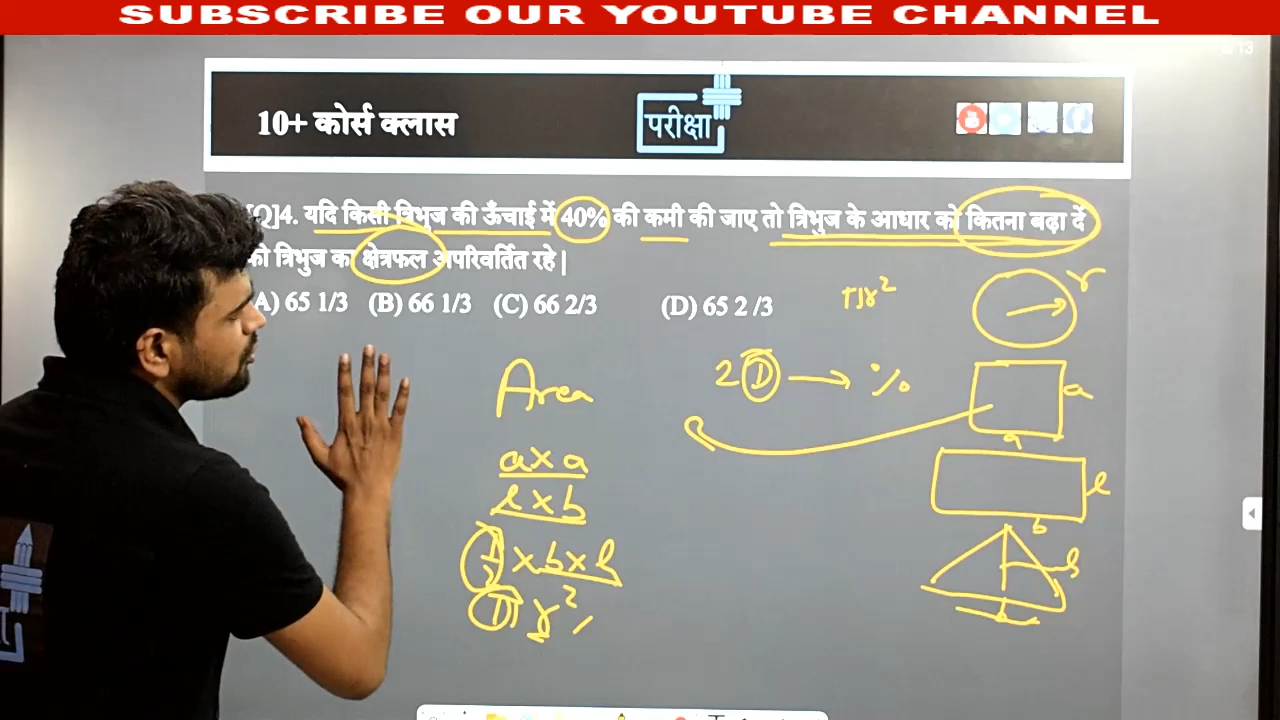 SUBSCRIBE OUR YOUTUBE CHANNEL
10+ कोर्स क्लास
परीक्षा
Q]4. यदि किसी त्रिभुज की ऊँचाई में 40% की कमी की जाए तो त्रिभुज के आधार को कितना बढ़ा दें
त्रिभुज का क्षेत्रफल अपरिवर्तित रहे |
A) 65 1/3 (B) 66 1/3 (C) 66 2/3 (D) 65 2 /3
πr² r
Area 2D → %
a
a
a×a
l×b
l
b
×b×h
h
b
r²